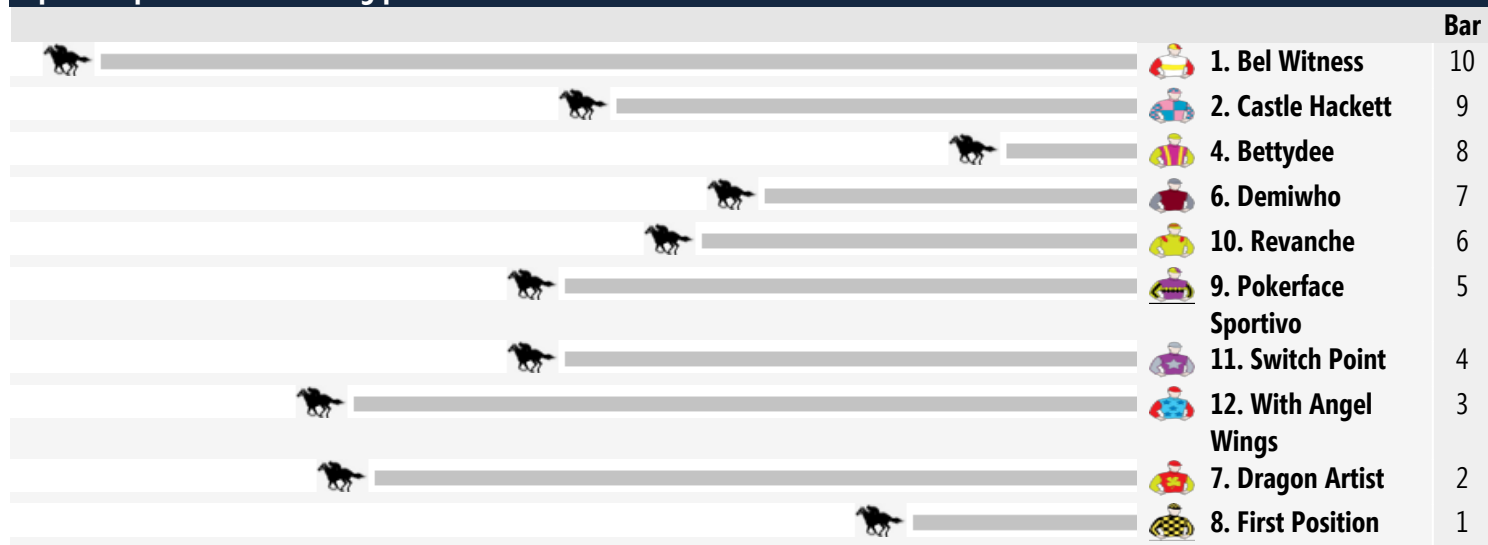 Bar
1. Bel Witness 10
2. Castle Hackett 9
4. Bettydee 8
6. Demiwho 7
10. Revanche 6
9. Pokerface 5
Sportivo
11. Switch Point 4
12. With Angel 3
Wings
7. Dragon Artist 2
8. First Position 1